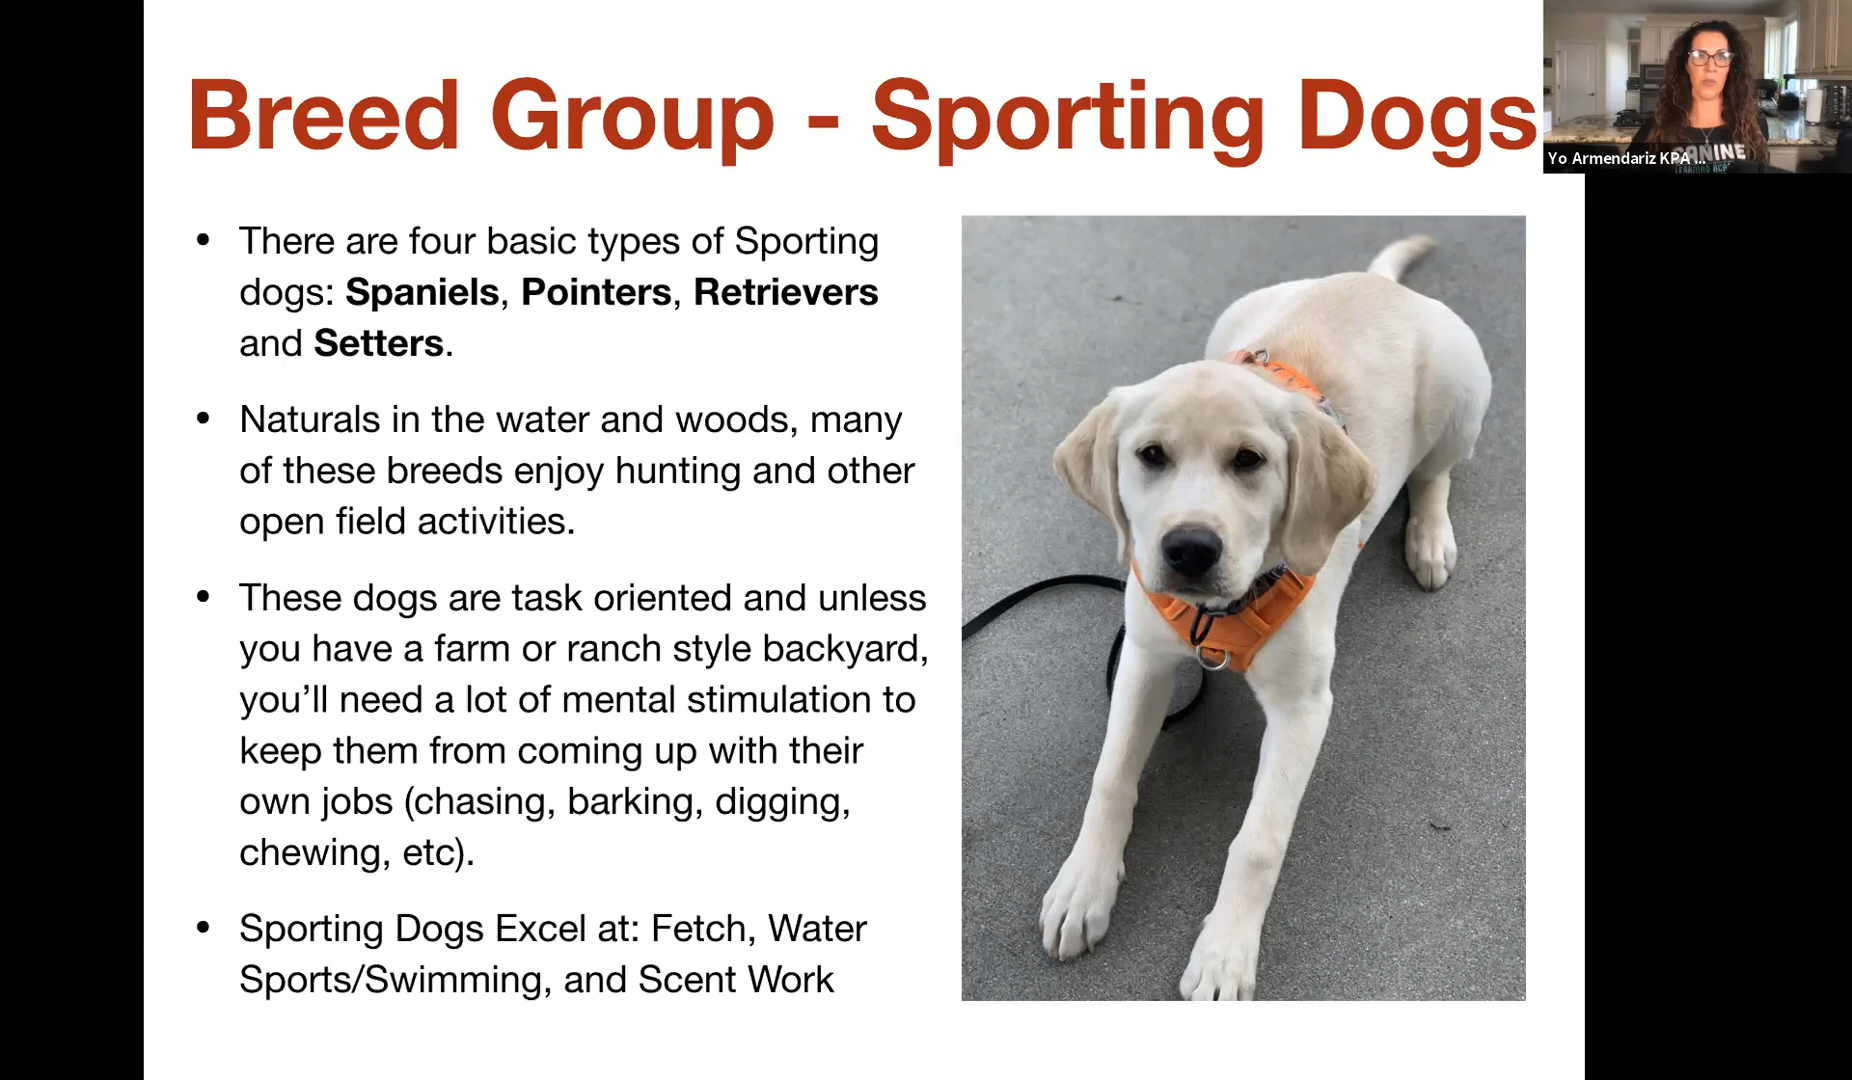 Breed Group - Sporting Dogs
Yo Armendariz KPA ...
CANINE
LEARNING ACA
• There are four basic types of Sporting
dogs: Spaniels, Pointers, Retrievers
and Setters.
• Naturals in the water and woods, many
of these breeds enjoy hunting and other
open field activities.
• These dogs are task oriented and unless
you have a farm or ranch style backyard,
you’ll need a lot of mental stimulation to
keep them from coming up with their
own jobs (chasing, barking, digging,
chewing, etc).
• Sporting Dogs Excel at: Fetch, Water
Sports/Swimming, and Scent Work